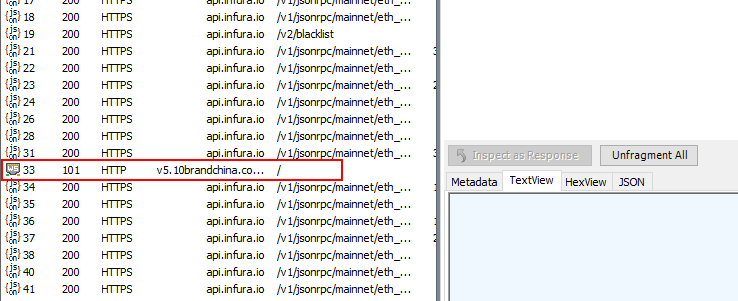 17 200 HTTPS api.infura.io /v1/jsonrpc/mainnet/eth_...
18 200 HTTPS api.infura.io /v1/jsonrpc/mainnet/eth_...
19 200 HTTPS api.infura.io /v2/blacklist
21 200 HTTPS api.infura.io /v1/jsonrpc/mainnet/eth_... 3
22 200 HTTPS api.infura.io /v1/jsonrpc/mainnet/eth_...
23 200 HTTPS api.infura.io /v1/jsonrpc/mainnet/eth_... 2
24 200 HTTPS api.infura.io /v1/jsonrpc/mainnet/eth_...
26 200 HTTPS api.infura.io /v1/jsonrpc/mainnet/eth_...
28 200 HTTPS api.infura.io /v1/jsonrpc/mainnet/eth_...
31 200 HTTPS api.infura.io /v1/jsonrpc/mainnet/eth_... 3
33 101 HTTP v5.10brandchina.co... /
34 200 HTTPS api.infura.io /v1/jsonrpc/mainnet/eth_... 1
35 200 HTTPS api.infura.io /v1/jsonrpc/mainnet/eth_...
36 200 HTTPS api.infura.io /v1/jsonrpc/mainnet/eth_... 1
37 200 HTTPS api.infura.io /v1/jsonrpc/mainnet/eth_... 2
38 200 HTTPS api.infura.io /v1/jsonrpc/mainnet/eth_...
40 200 HTTPS api.infura.io /v1/jsonrpc/mainnet/eth_...
41 200 HTTPS api.infura.io /v1/jsonrpc/mainnet/eth_...
Inspect as Response Unfragment All
Metadata TextView HexView JSON